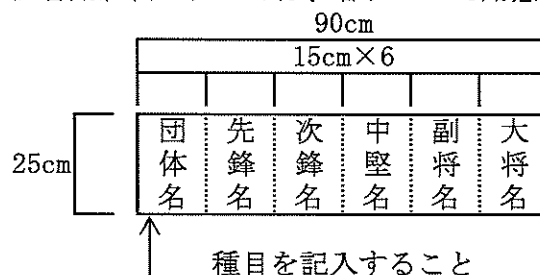 90cm
15cm×6
25cm
団体名
先鋒名
次鋒名
中堅名
副将名
大将名
種目を記入すること